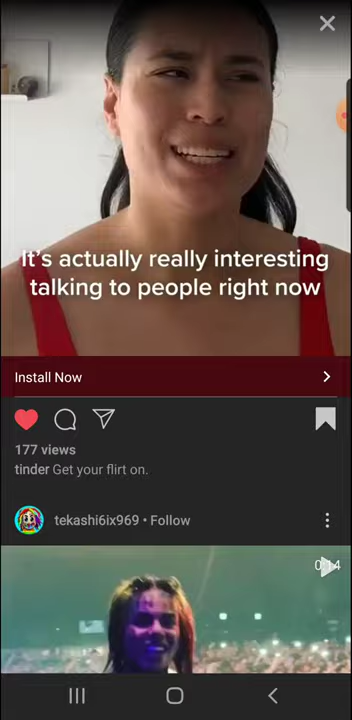 It's actually really interesting
talking to people right now
Install Now
177 views
tinder Get your flirt on.
tekashi6ix969 • Follow
0:14